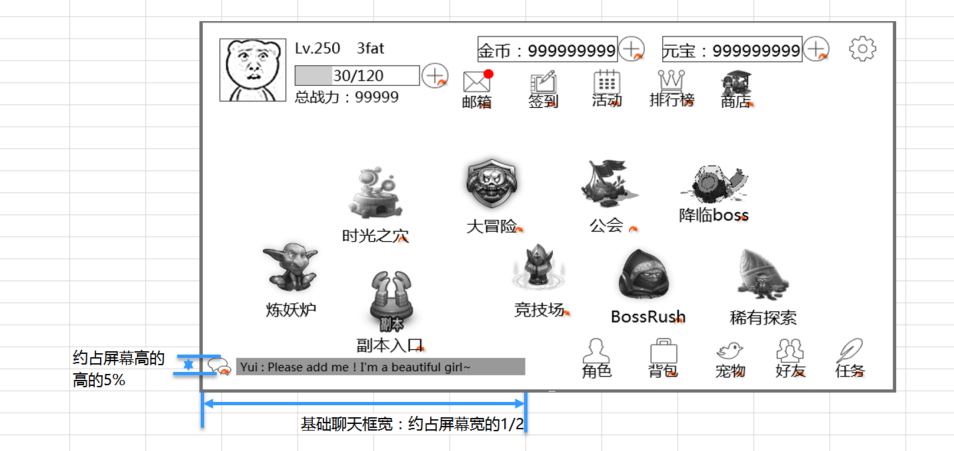 Lv.250 3fat
金币：999999999
元宝：999999999
30/120
总战力：99999
邮箱
签到
活动
排行榜
商店
时光之穴
大冒险
公会
降临boss
炼妖炉
副本
副本入口
竞技场
BossRush
稀有探索
约占屏幕高的
高的5%
Yui : Please add me ! I'm a beautiful girl~
角色
背包
宠物
好友
任务
基础聊天框宽：约占屏幕宽的1/2